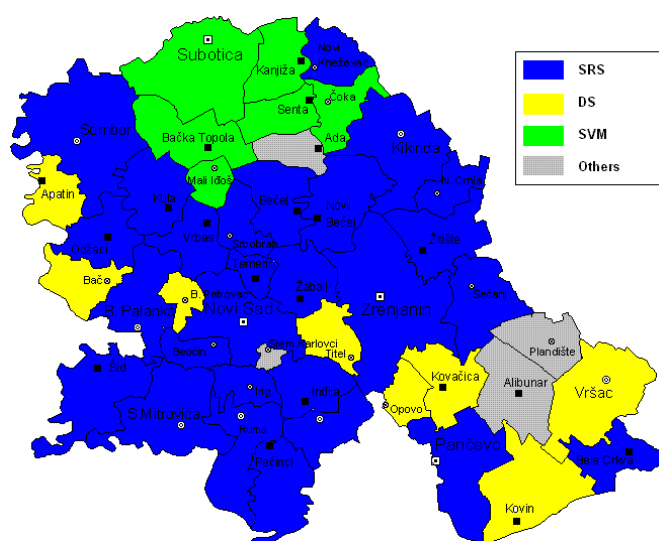 Subotica
Novi
Kneževac
Kanjiža
SRS
Čoka
Senta
DS
Sombor
Bačka Topola
Ada
Kikinda
SVM
Others
Mali Iđoš
Apatin
N. Crnja
Kula
Bečej
Novi
Bečej
Vrbas
Srbobran
Odžaci
Žitište
Temerin
Bač
Žabalj
Sečanj
B. Petrovac
B. Palanka
Novi Sad
Zrenjanin
Beočin
Srem.Karlovci
Titel
Plandište
Šid
Kovačica
Alibunar
Vršac
Irig
Inđija
Opovo
S.Mitrovica
Ruma
Pančevo
Pećinci
Bela Crkva
Kovin